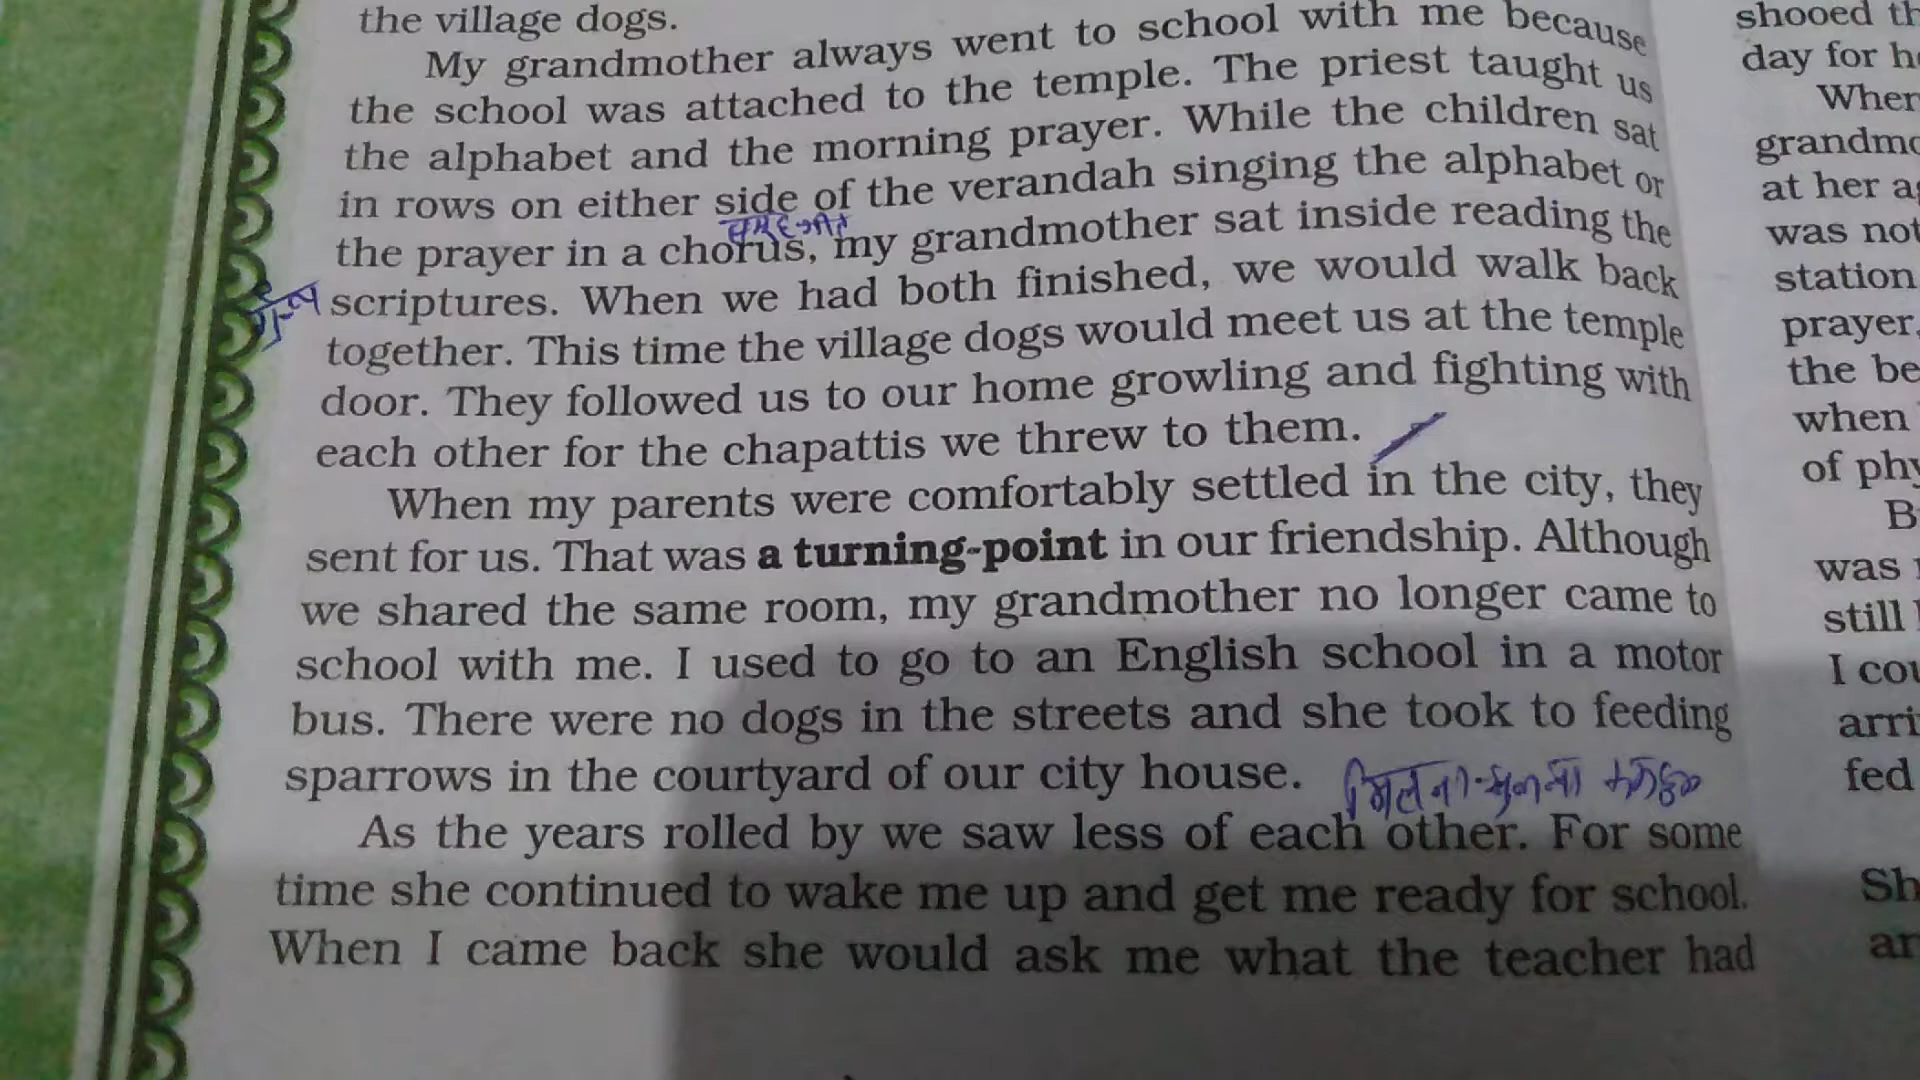 the village dogs.
My grandmother always went to school with me because
the school was attached to the temple. The priest taught us
the alphabet and the morning prayer. While the children sat
in rows on either side of the verandah singing the alphabet or
the prayer in a chorus, my grandmother sat inside reading the
scriptures. When we had both finished, we would walk back
together. This time the village dogs would meet us at the temple
door. They followed us to our home growling and fighting with
each other for the chapattis we threw to them.
When my parents were comfortably settled in the city, they
sent for us. That was a turning-point in our friendship. Although
we shared the same room, my grandmother no longer came to
school with me. I used to go to an English school in a motor
bus. There were no dogs in the streets and she took to feeding
sparrows in the courtyard of our city house.
As the years rolled by we saw less of each other. For some
time she continued to wake me up and get me ready for school.
When I came back she would ask me what the teacher had
shooed
day for
at her
was not
station
prayer.
the
when
of
was
still
I
fed